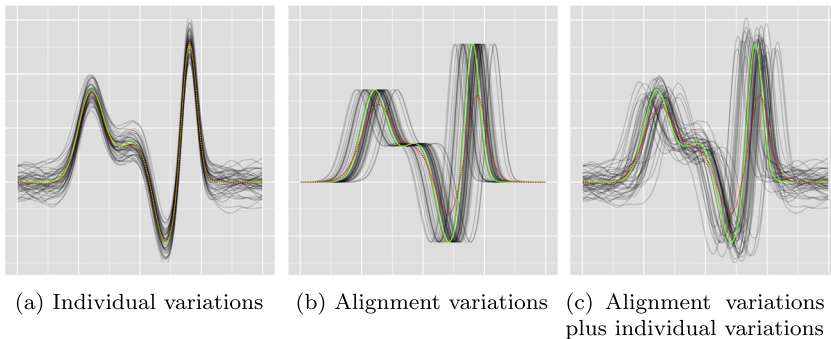 (a) Individual variations
(b) Alignment variations
(c) Alignment variations
plus individual variations